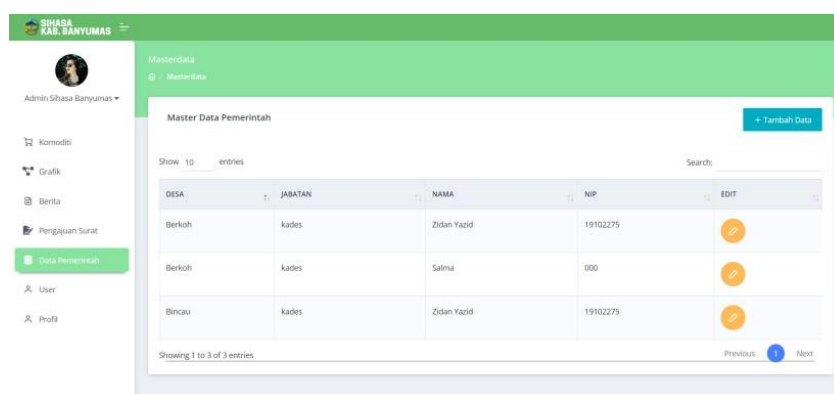 SIHASA
KAB. BANYUMAS
Masterdata
/ Masterdata
Admin Sihasa Banyumas
Komoditi
Grafik
Berita
Pengajuan Surat
Data Pemerintah
User
Profil
Master Data Pemerintah
+ Tambah Data
Show 10 entries
Search:
DESA JABATAN NAMA NIP EDIT
Berkoh kades Zidan Yazid 19102275
Berkoh kades Salma 000
Bincau kades Zidan Yazid 19102275
Showing 1 to 3 of 3 entries
Previous 1 Next